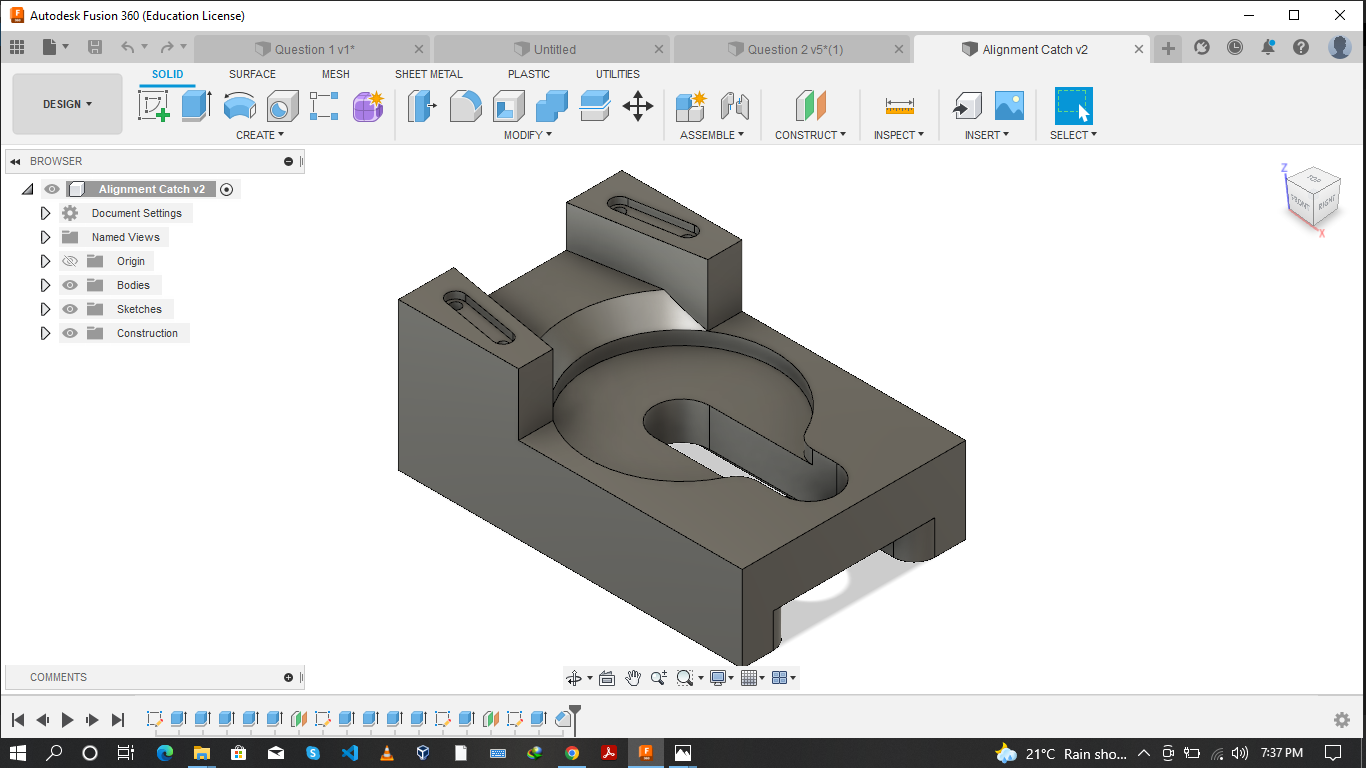 Autodesk Fusion 360 (Education License)
Question 1 v1*
Untitled
Question 2 v5*(1)
Alignment Catch v2
SOLID SURFACE MESH SHEET METAL PLASTIC UTILITIES
DESIGN
CREATE MODIFY ASSEMBLE CONSTRUCT INSPECT INSERT SELECT
BROWSER
Alignment Catch v2
Document Settings
Named Views
Origin
Bodies
Sketches
Construction
Z
TOP
FRONT RIGHT
X
COMMENTS
21°C Rain sho... 7:37 PM